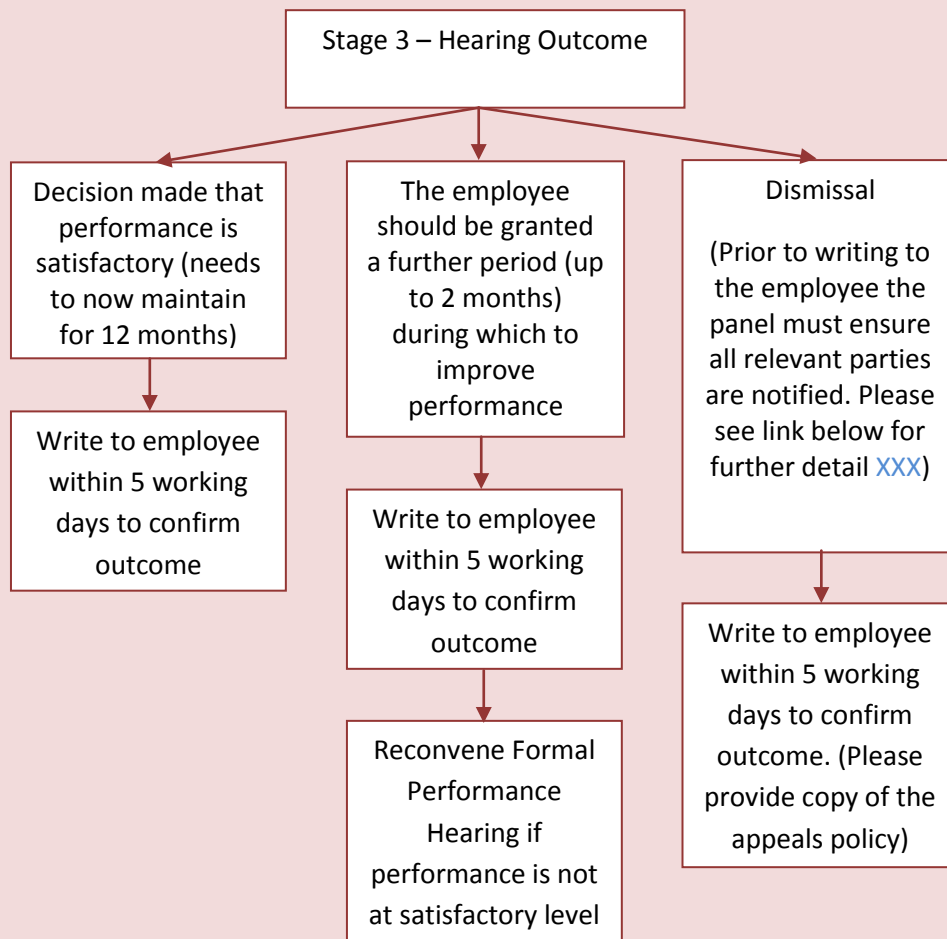 Stage 3 – Hearing Outcome
Decision made that
performance is
satisfactory (needs
to now maintain
for 12 months)
Write to employee
within 5 working
days to confirm
outcome
The employee
should be granted
a further period (up
to 2 months)
during which to
improve
performance
Write to employee
within 5 working
days to confirm
outcome
Reconvene Formal
Performance
Hearing if
performance is not
at satisfactory level
Dismissal
(Prior to writing to
the employee the
panel must ensure
all relevant parties
are notified. Please
see link below for
further detail XXX)
Write to employee
within 5 working
days to confirm
outcome. (Please
provide copy of the
appeals policy)